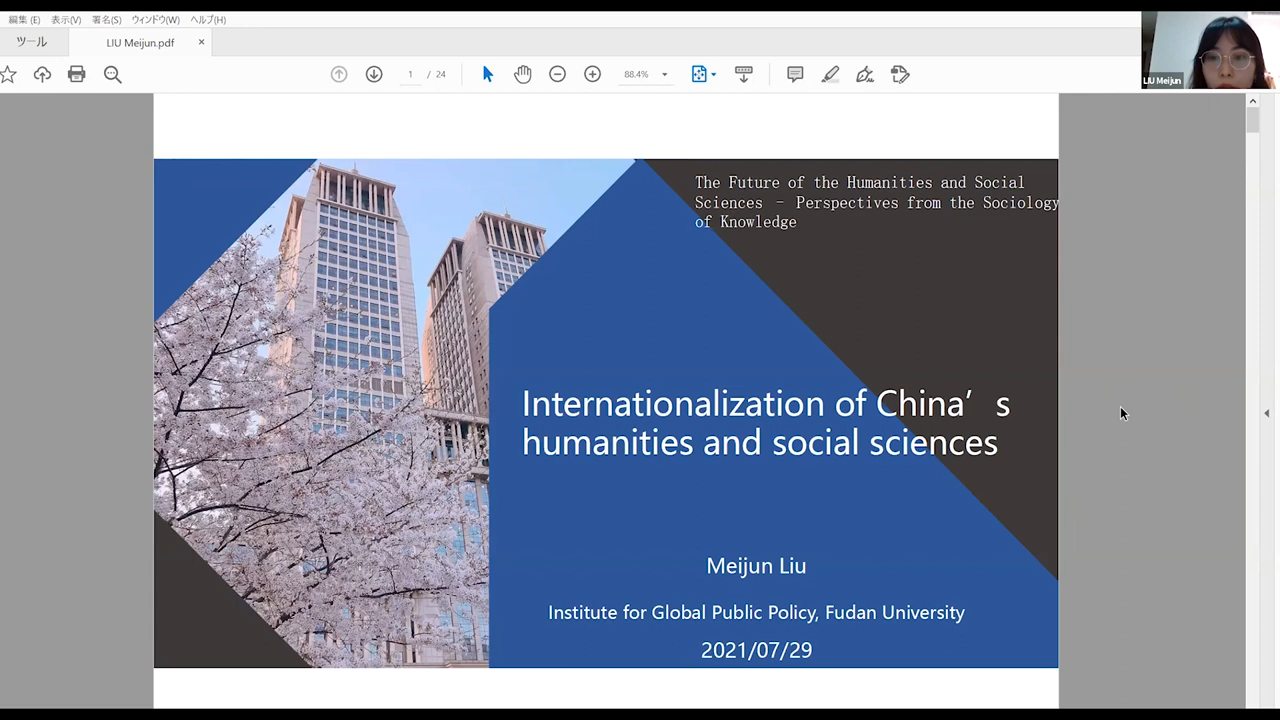 編集 (E) 表示(V) 署名(S) ウィンドウ(W) ヘルプ(H)
ツール LIU Meijun.pdf ×
1 / 24 88.4%
LIU Meijun
The Future of the Humanities and Social
Sciences – Perspectives from the Sociology
of Knowledge
Internationalization of China’s
humanities and social sciences
Meijun Liu
Institute for Global Public Policy, Fudan University
2021/07/29